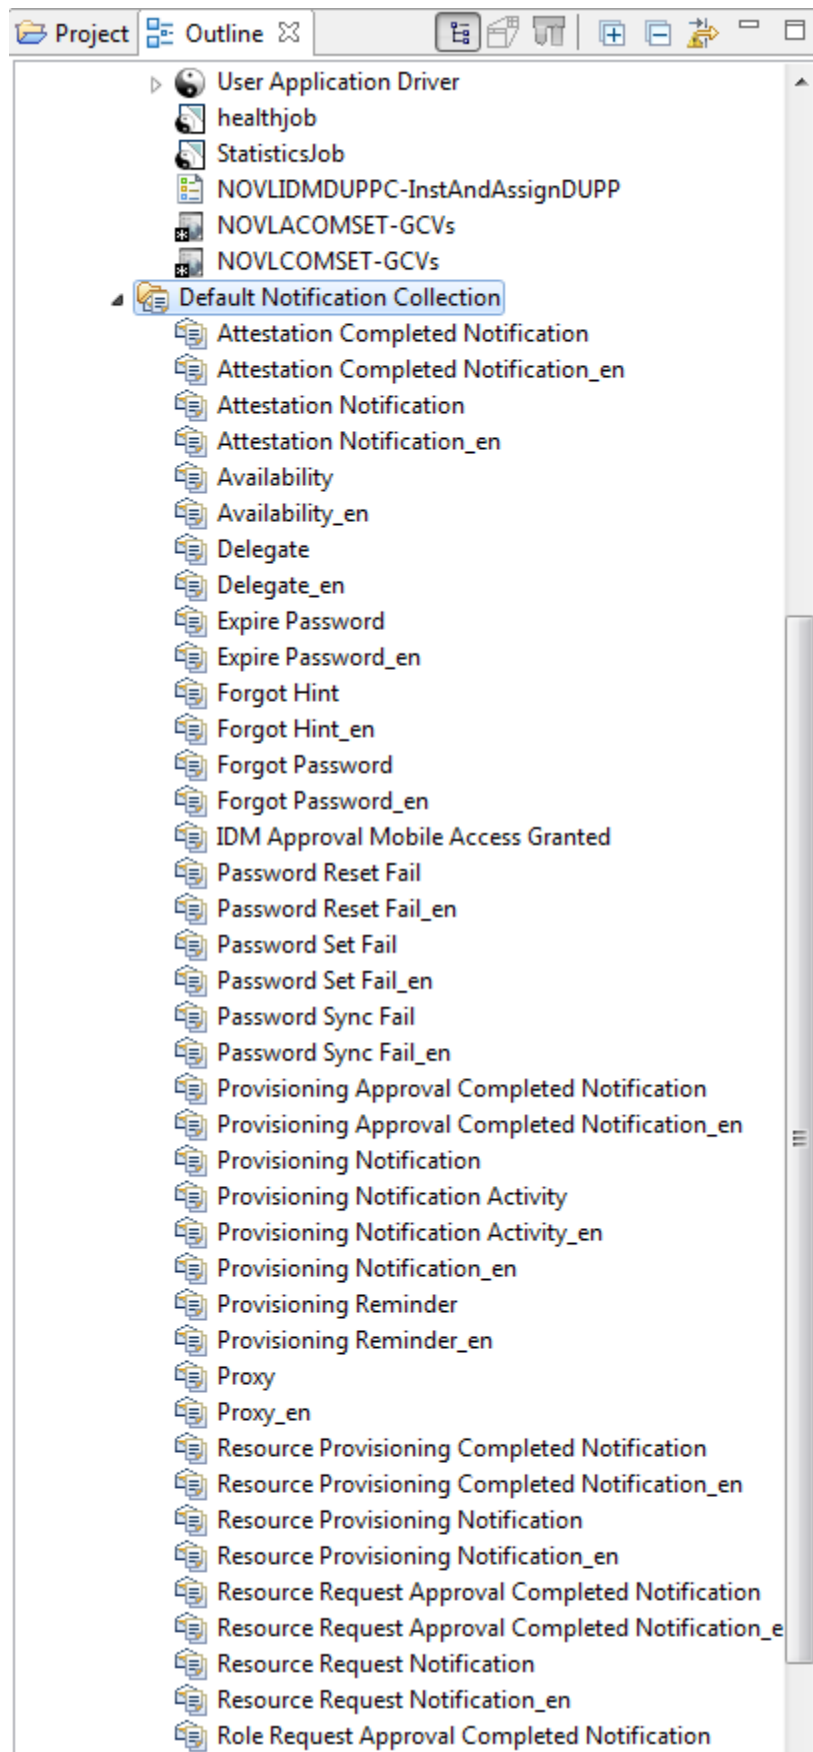 Project Outline
User Application Driver
healthjob
StatisticsJob
NOVLIDMDUPPC-InstAndAssignDUPP
NOVLACOMSET-GCVs
NOVLCOMSET-GCVs
Default Notification Collection
Attestation Completed Notification
Attestation Completed Notification_en
Attestation Notification
Attestation Notification_en
Availability
Availability_en
Delegate
Delegate_en
Expire Password
Expire Password_en
Forgot Hint
Forgot Hint_en
Forgot Password
Forgot Password_en
IDM Approval Mobile Access Granted
Password Reset Fail
Password Reset Fail_en
Password Set Fail
Password Set Fail_en
Password Sync Fail
Password Sync Fail_en
Provisioning Approval Completed Notification
Provisioning Approval Completed Notification_en
Provisioning Notification
Provisioning Notification Activity
Provisioning Notification Activity_en
Provisioning Notification_en
Provisioning Reminder
Provisioning Reminder_en
Proxy
Proxy_en
Resource Provisioning Completed Notification
Resource Provisioning Completed Notification_en
Resource Provisioning Notification
Resource Provisioning Notification_en
Resource Request Approval Completed Notification
Resource Request Approval Completed Notification_e
Resource Request Notification
Resource Request Notification_en
Role Request Approval Completed Notification